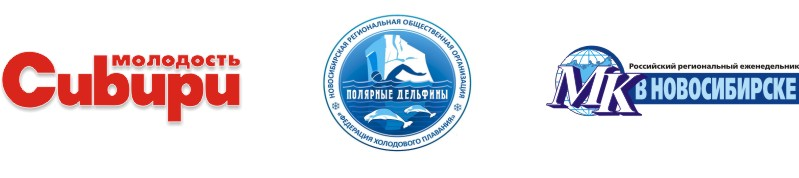 МОЛОДОСТЬ
Сибири
НОВОСИБИРСКАЯ РЕГИОНАЛЬНАЯ ОБЩЕСТВЕННАЯ ОРГАНИЗАЦИЯ
ПОЛЯРНЫЕ ДЕЛЬФИНЫ
«ФЕДЕРАЦИЯ ХОЛОДОВОГО ПЛАВАНИЯ»
Российский региональный еженедельник
МК В НОВОСИБИРСКЕ